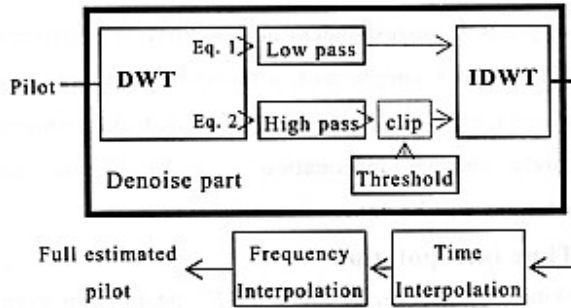 Eq. 1
Low pass
Pilot
DWT
IDWT
Eq. 2
High pass
clip
Denoise part
Threshold
Full estimated
pilot
Frequency
Interpolation
Time
Interpolation